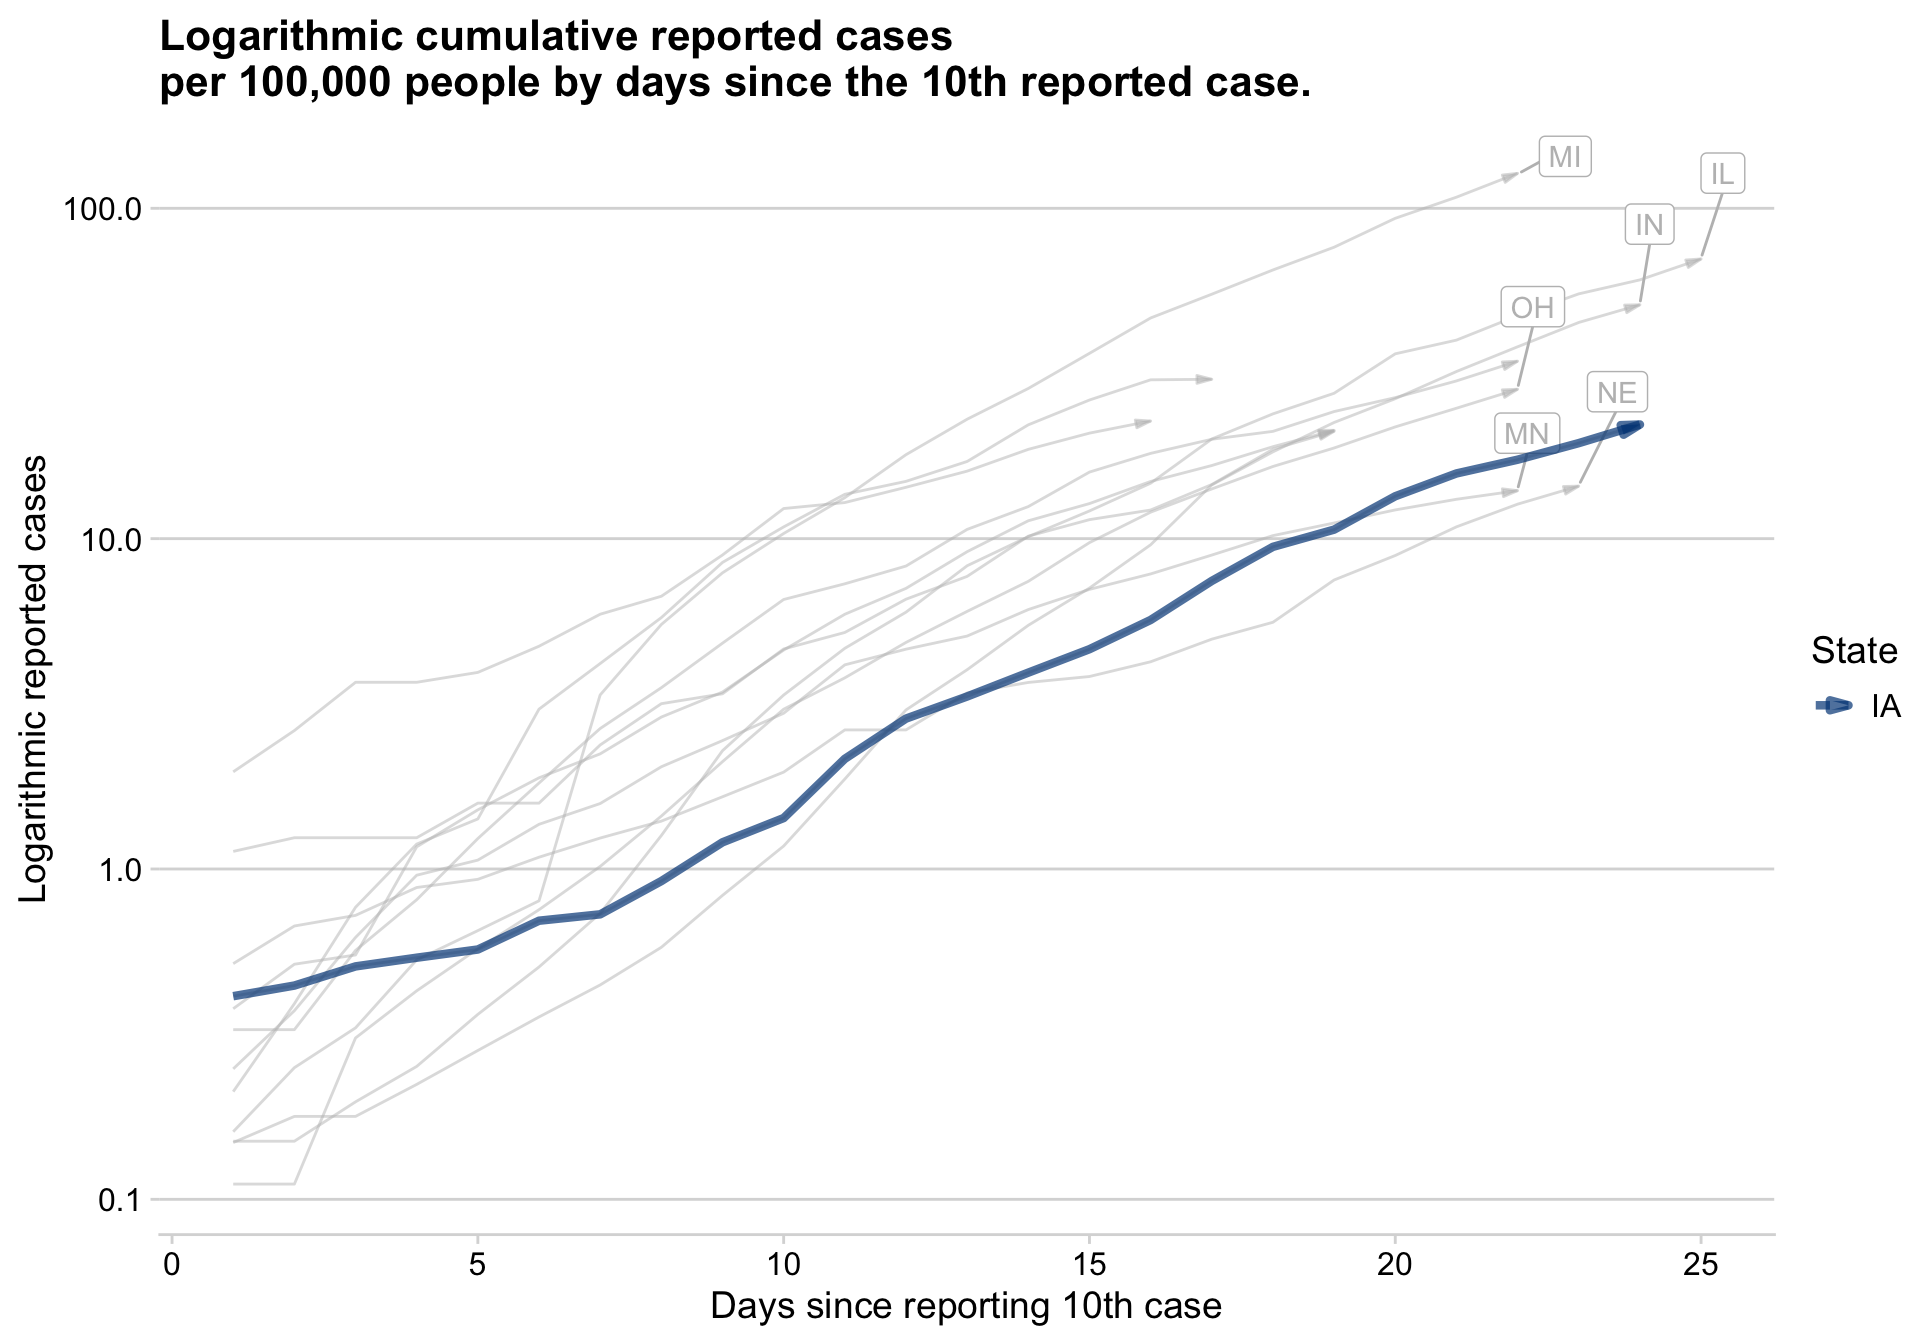 Logarithmic cumulative reported cases
per 100,000 people by days since the 10th reported case.
MI
IL
100.0
IN
OH
NE
MN
10.0
Logarithmic reported cases
State
IA
1.0
0.1
0 5 10 15 20 25
Days since reporting 10th case